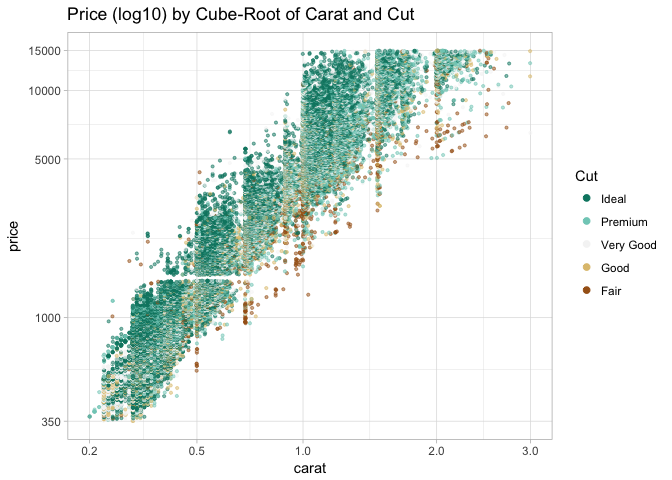 Price (log10) by Cube-Root of Carat and Cut
15000
10000
5000
1000
350
price
0.2
0.5
1.0
2.0
3.0
carat
Cut
Ideal
Premium
Very Good
Good
Fair